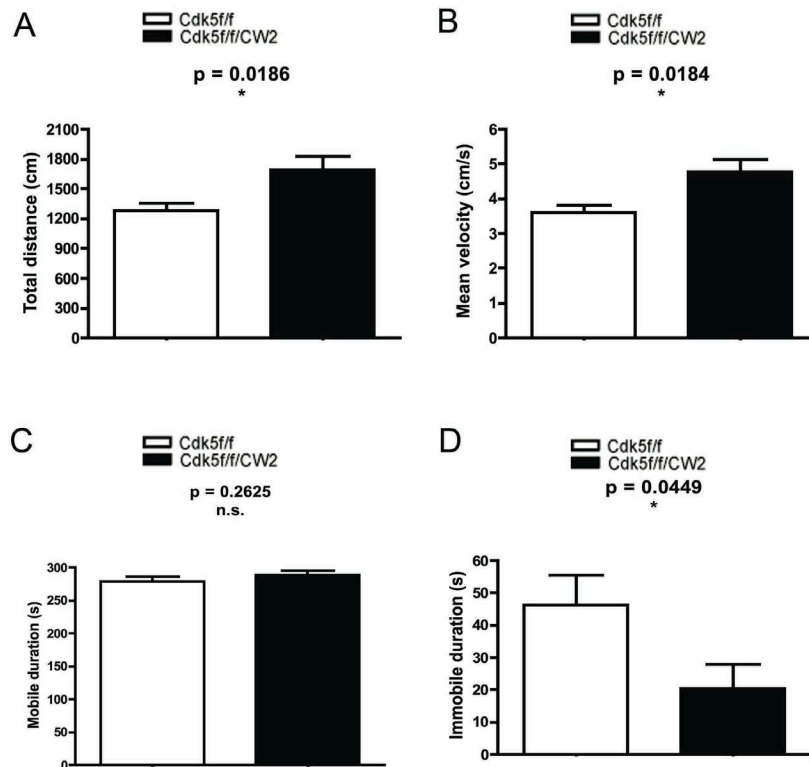 A
Cdk5f/f
Cdk5f/f/CW2
p = 0.0186
*
2100
1800
1500
1200
900
600
300
0
Total distance (cm)
B
Cdk5f/f
Cdk5f/f/CW2
p = 0.0184
*
6
5
4
3
2
1
0
Mean velocity (cm/s)
C
Cdk5f/f
Cdk5f/f/CW2
p = 0.2625
n.s.
300
250
200
150
100
50
0
Mobile duration (s)
D
Cdk5f/f
Cdk5f/f/CW2
p = 0.0449
*
60
50
40
30
20
10
0
Immobile duration (s)